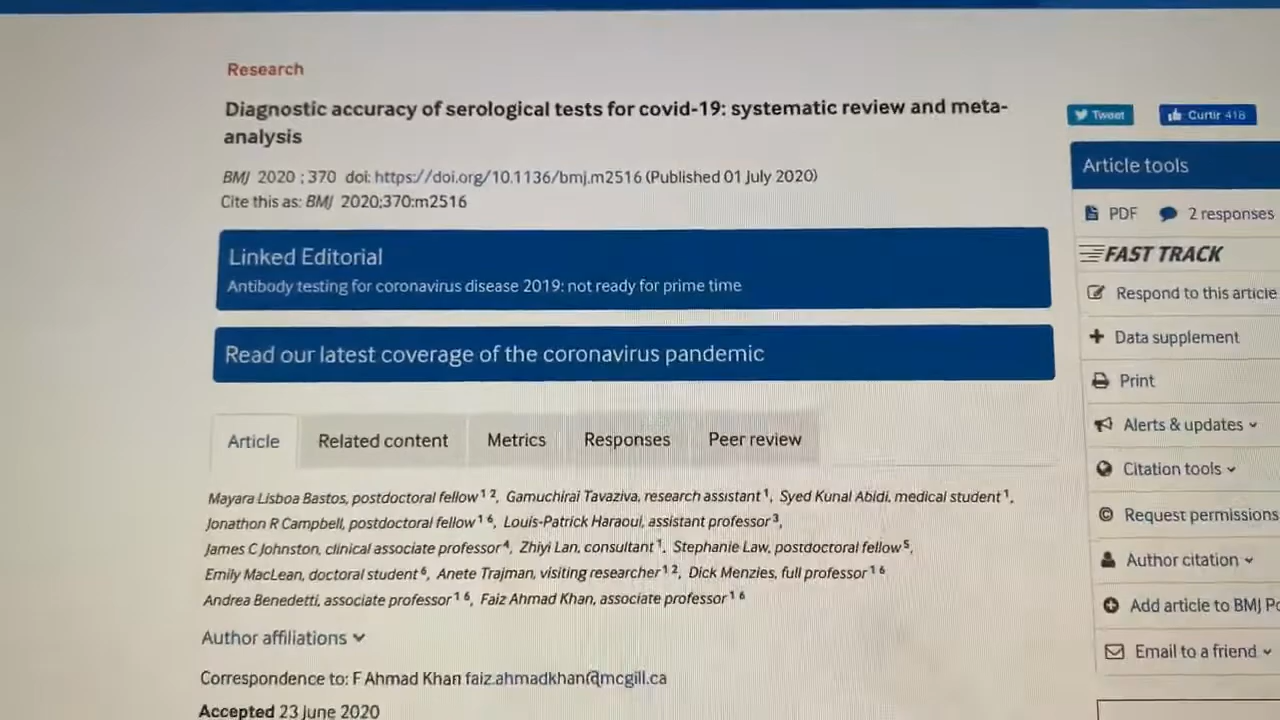 Research
Diagnostic accuracy of serological tests for covid-19: systematic review and meta-
analysis
BMJ 2020 ; 370 doi: https://doi.org/10.1136/bmj.m2516 (Published 01 July 2020)
Cite this as: BMJ 2020;370:m2516
Linked Editorial
Antibody testing for coronavirus disease 2019: not ready for prime time
Read our latest coverage of the coronavirus pandemic
Article Related content Metrics Responses Peer review
Mayara Lisboa Bastos, postdoctoral fellow 1 2, Gamuchirai Tavaziva, research assistant 1, Syed Kunal Abidi, medical student 1,
Jonathon R Campbell, postdoctoral fellow 1 6, Louis-Patrick Haraoui, assistant professor 3,
James C Johnston, clinical associate professor 4, Zhiyi Lan, consultant 1, Stephanie Law, postdoctoral fellow 5,
Emily MacLean, doctoral student 6, Anete Trajman, visiting researcher 1 2, Dick Menzies, full professor 1 6
Andrea Benedetti, associate professor 1 6, Faiz Ahmad Khan, associate professor 1 6
Author affiliations
Correspondence to: F Ahmad Khan faiz.ahmadkhan@mcgill.ca
Accepted 23 June 2020
Tweet Curtir 418
Article tools
PDF 2 responses
FAST TRACK
Respond to this article
Data supplement
Print
Alerts & updates
Citation tools
Request permissions
Author citation
Add article to BMJ Po
Email to a friend